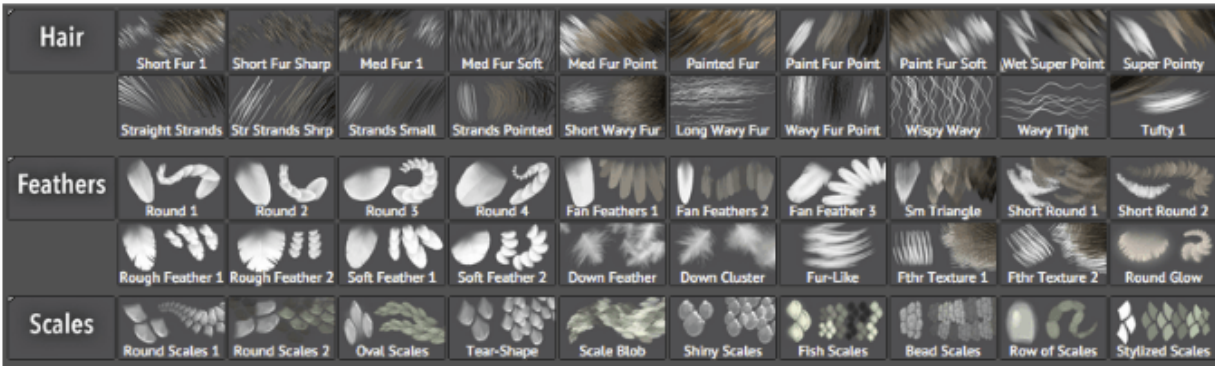 Hair
Short Fur 1 Short Fur Sharp Med Fur 1 Med Fur Soft Med Fur Point Painted Fur Paint Fur Point Paint Fur Soft Wet Super Point Super Pointy
Straight Strands Str Strands Shrp Strands Small Strands Pointed Short Wavy Fur Long Wavy Fur Wavy Fur Point Wispy Wavy Wavy Tight Tufty 1
Feathers
Round 1 Round 2 Round 3 Round 4 Fan Feathers 1 Fan Feathers 2 Fan Feather 3 Sm Triangle Short Round 1 Short Round 2
Rough Feather 1 Rough Feather 2 Soft Feather 1 Soft Feather 2 Down Feather Down Cluster Fur-Like Fthr Texture 1 Fthr Texture 2 Round Glow
Scales
Round Scales 1 Round Scales 2 Oval Scales Tear-Shape Scale Blob Shiny Scales Fish Scales Bead Scales Row of Scales Stylized Scales